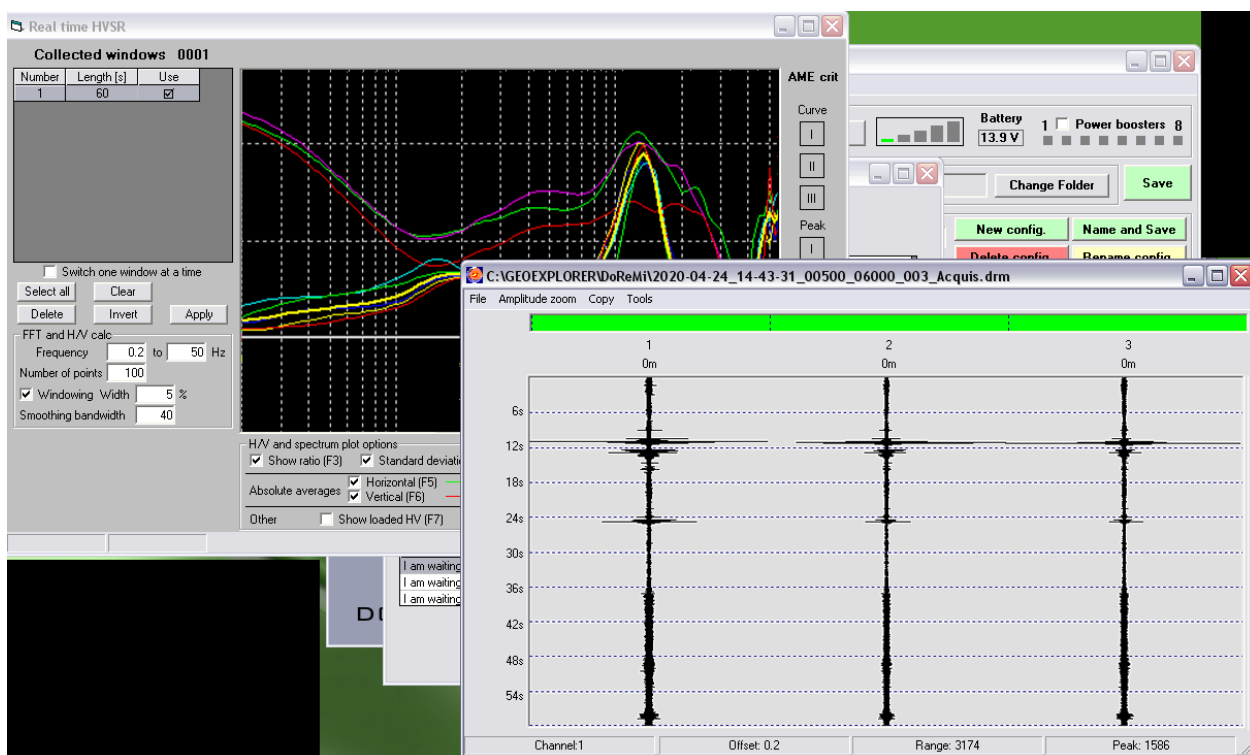 Real time HVSR
Collected windows 0001
Number Length [s] Use
1 60
Switch one window at a time
Select all Clear
Delete Invert Apply
FFT and H/V calc
Frequency 0.2 to 50 Hz
Number of points 100
Windowing Width 5 %
Smoothing bandwidth 40
AME crit
Curve
I
II
III
Peak
I
H/V and spectrum plot options
Show ratio (F3) Standard deviati
Absolute averages Horizontal (F5)
Vertical (F6)
Other Show loaded HV (F7)
Battery
13.9 V
1 Power boosters 8
Change Folder Save
New config. Name and Save
Delete config. Rename config.
I am waiting
I am waiting
I am waiting
C:\GEOEXPLORER\DoReMi\2020-04-24_14-43-31_00500_06000_003_Acquis.drm
File Amplitude zoom Copy Tools
1 2 3
0m 0m 0m
6s
12s
18s
24s
30s
36s
42s
48s
54s
Channel:1 Offset: 0.2 Range: 3174 Peak: 1586